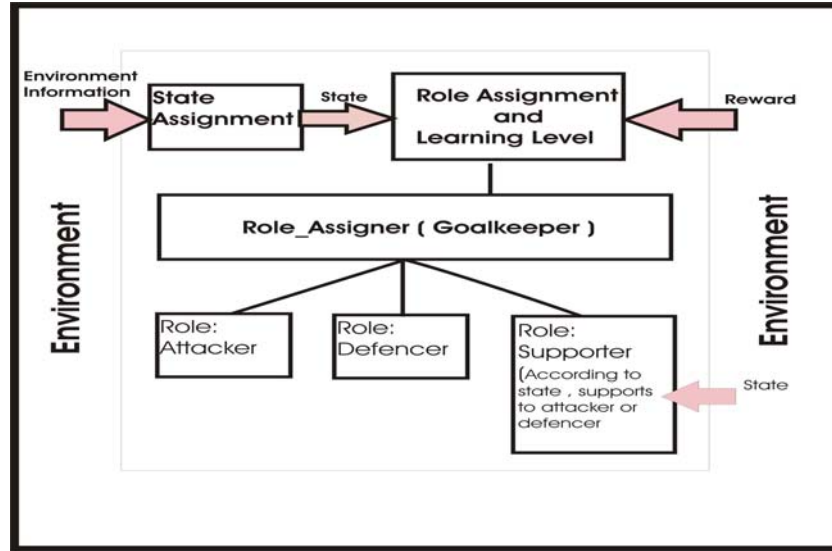 Environment
Information
State
Assignment
State
Role Assignment
and
Learning Level
Reward
Environment
Role_Assigner ( Goalkeeper )
Environment
Role:
Attacker
Role:
Defencer
Role:
Supporter
(According to
state , supports
to attacker or
defencer
State